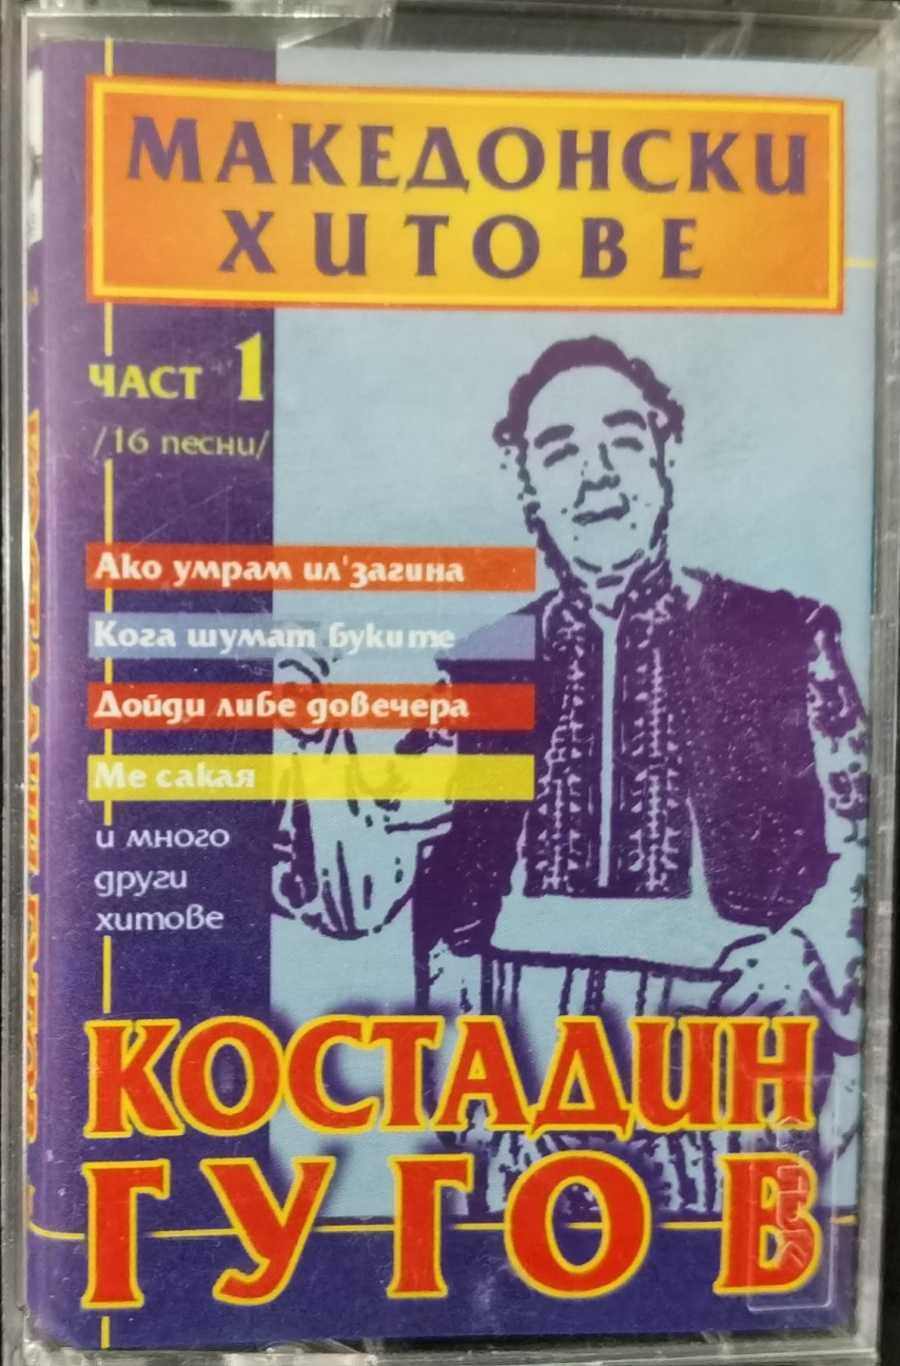 МАКЕДОНСКИ
ХИТОВЕ
ЧАСТ 1
/16 песни/
Ако умрам ил'загина
Кога шумат буките
Дойди либе довечера
Ме сакая
и много
други
хитове
КОСТАДИН
ГУГОВ